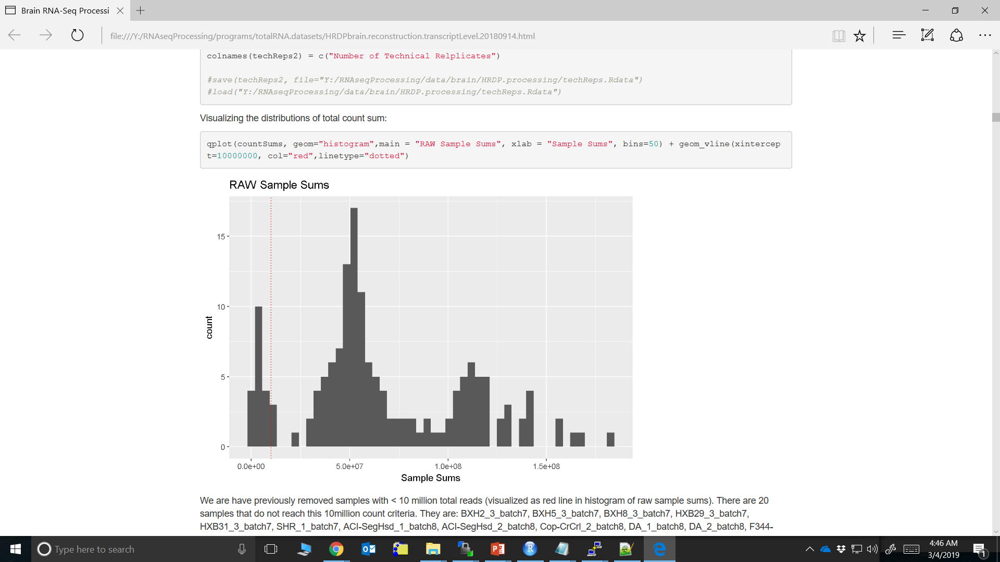 Brain RNA-Seq Processi
file:///Y:/RNAseqProcessing/programs/totalRNA.datasets/HRDPbrain.reconstruction.transcriptLevel.20180914.html
colnames(techReps2) = c("Number of Technical Relplicates")
#save(techReps2, file="Y:/RNAseqProcessing/data/brain/HRDP.processing/techReps.Rdata")
#load("Y:/RNAseqProcessing/data/brain/HRDP.processing/techReps.Rdata")
Visualizing the distributions of total count sum:
qplot(countSums, geom="histogram",main = "RAW Sample Sums", xlab = "Sample Sums", bins=50) + geom_vline(xintercep
t=10000000, col="red",linetype="dotted")
RAW Sample Sums
15
10
count
5
0
0.0e+00 5.0e+07 1.0e+08 1.5e+08
Sample Sums
We are have previously removed samples with < 10 million total reads (visualized as red line in histogram of raw sample sums). There are 20
samples that do not reach this 10million count criteria. They are: BXH2_3_batch7, BXH5_3_batch7, BXH8_3_batch7, HXB29_3_batch7,
HXB31_3_batch7, SHR_1_batch7, ACI-SegHsd_1_batch8, ACI-SegHsd_2_batch8, Cop-CrCrl_2_batch8, DA_1_batch8, DA_2_batch8, F344-
Type here to search
4:46 AM
3/4/2019
1